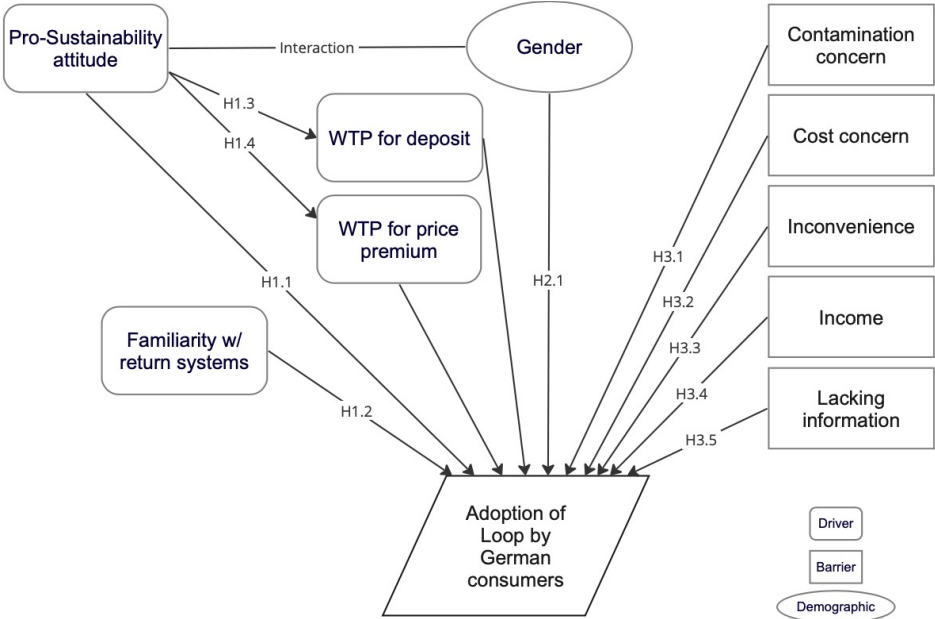 Pro-Sustainability
attitude
Interaction
Gender
Contamination
concern
H1.3
WTP for deposit
Cost concern
H1.4
WTP for price
premium
Inconvenience
H3.1
H1.1
H2.1
H3.2
Income
Familiarity w/
return systems
H3.3
H3.4
Lacking
information
H1.2
H3.5
Adoption of
Loop by
German
consumers
Driver
Barrier
Demographic